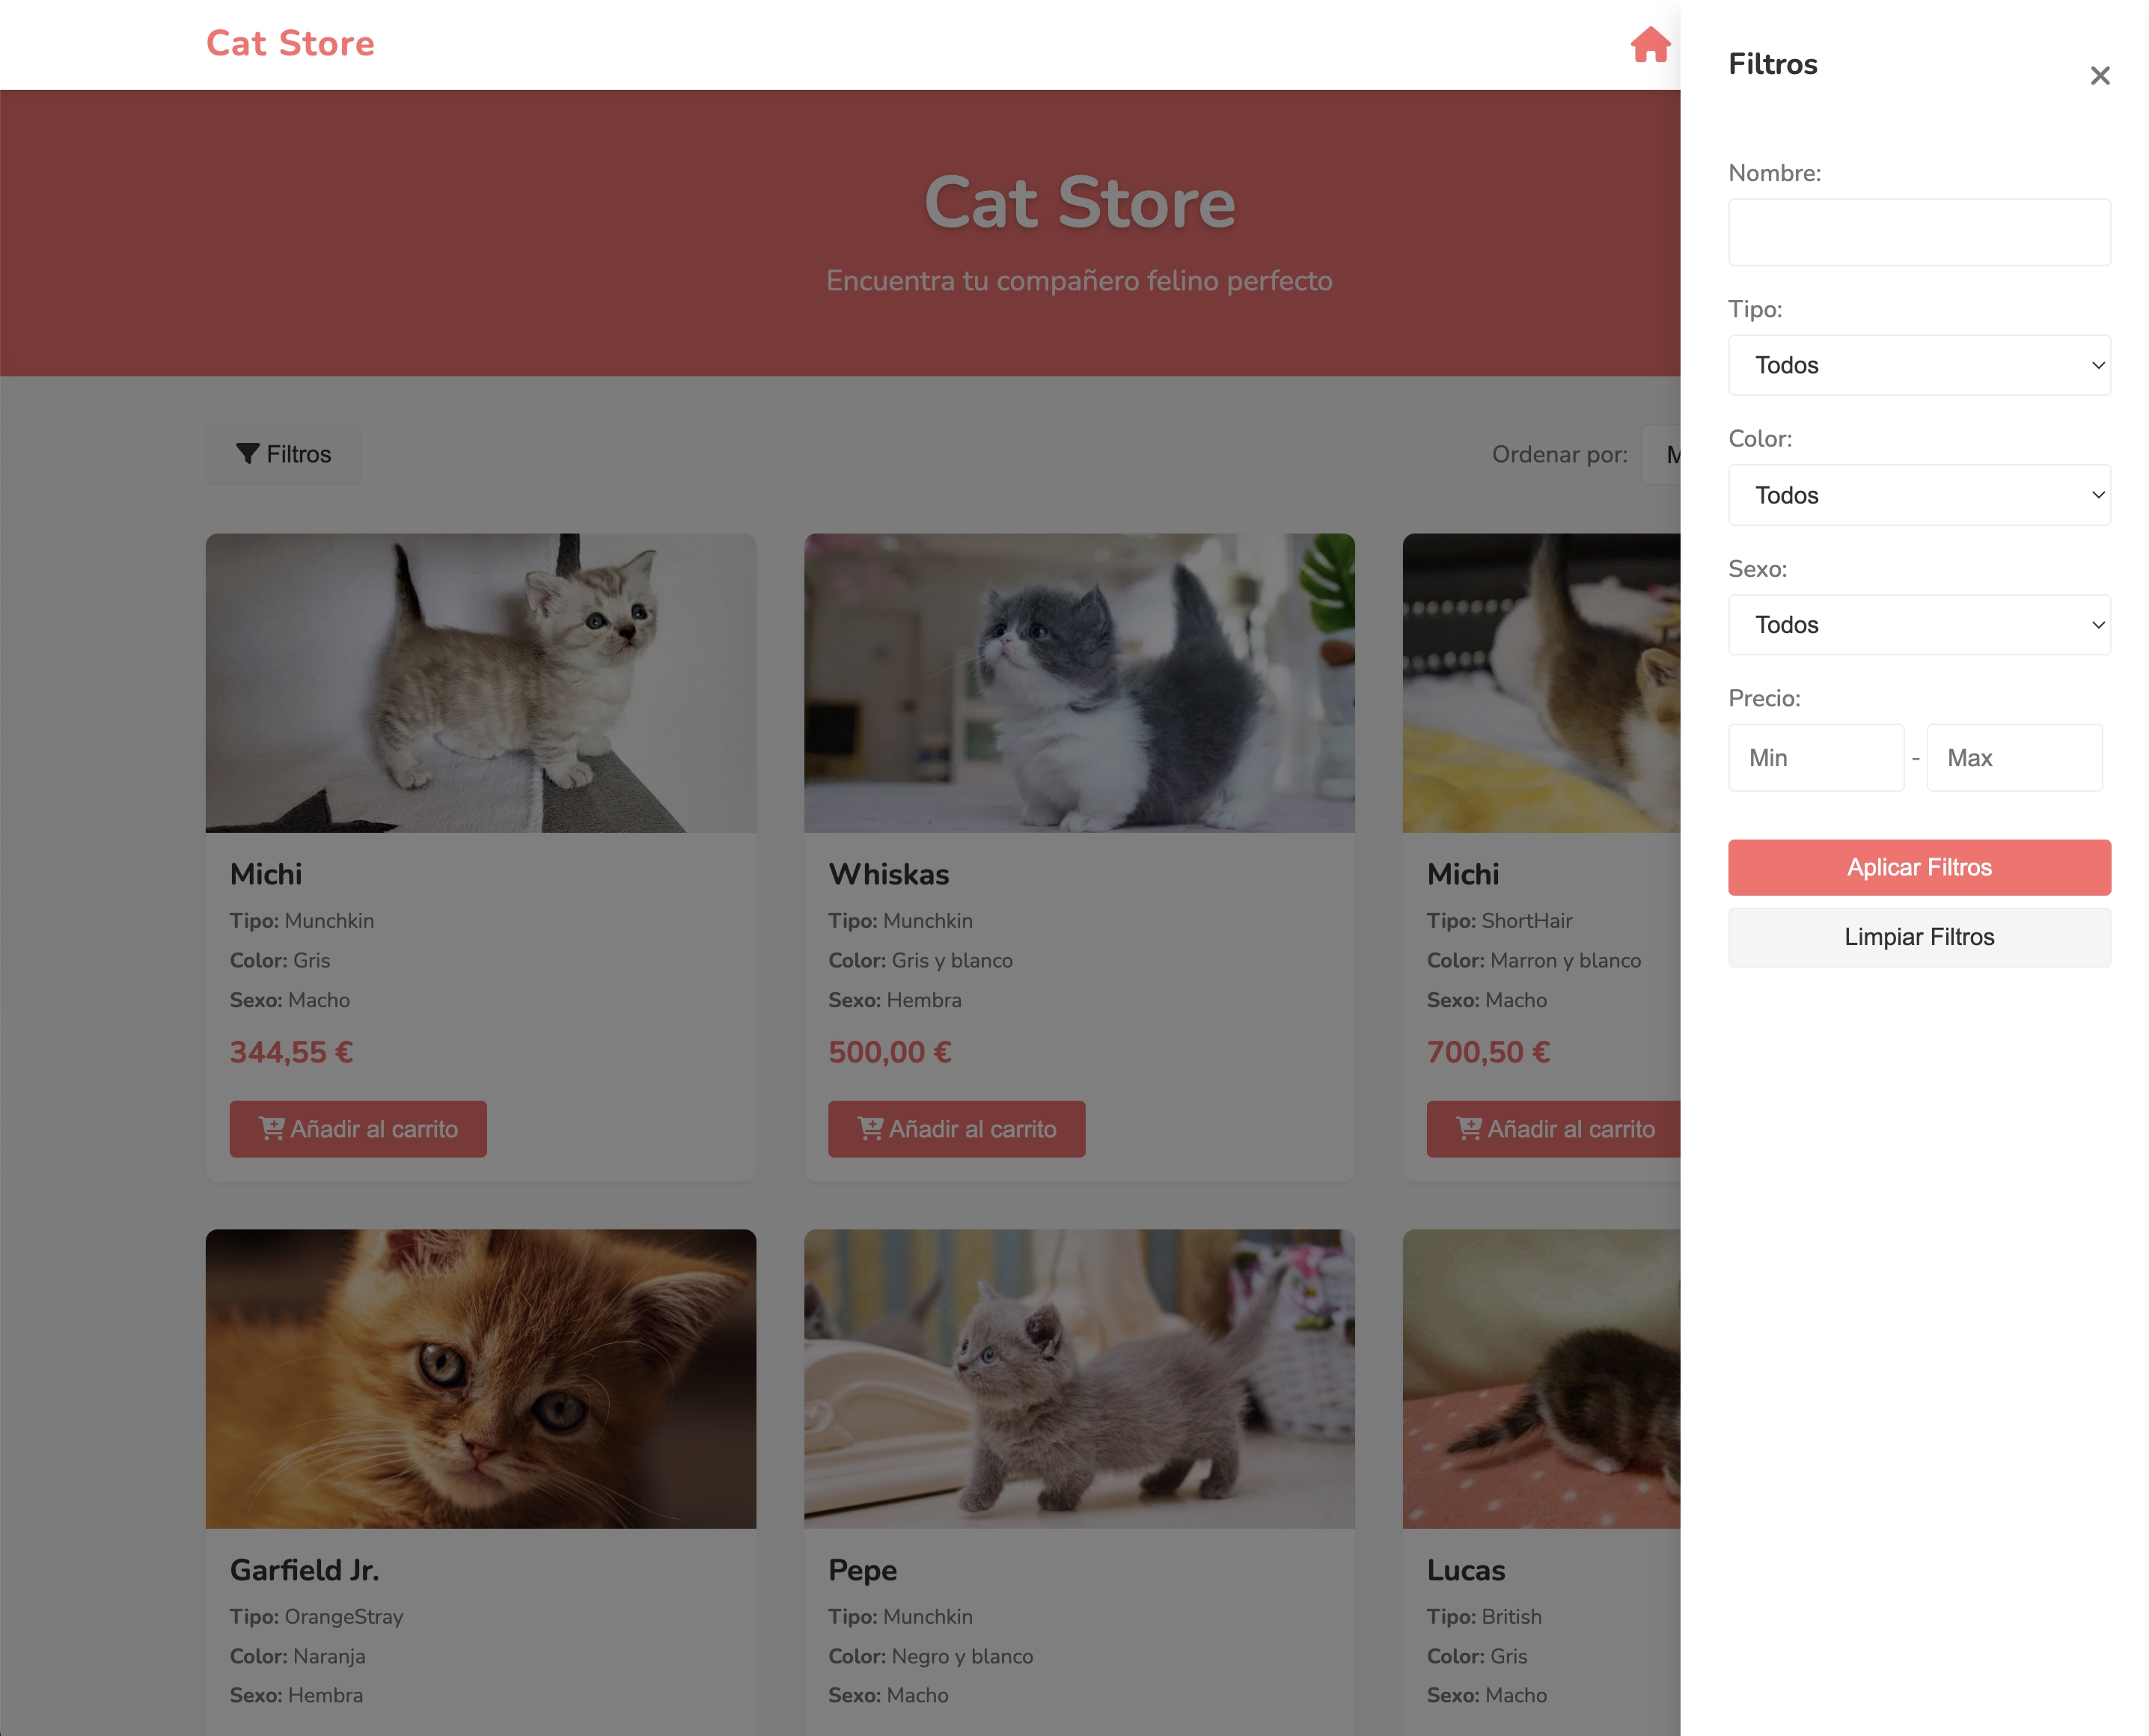 Cat Store
Cat Store
Encuentra tu compañero felino perfecto
Filtros
Ordenar por:
Michi
Tipo: Munchkin
Color: Gris
Sexo: Macho
344,55 €
Añadir al carrito
Whiskas
Tipo: Munchkin
Color: Gris y blanco
Sexo: Hembra
500,00 €
Añadir al carrito
Michi
Tipo: ShortHair
Color: Marron y blanco
Sexo: Macho
700,50 €
Añadir al carrito
Garfield Jr.
Tipo: OrangeStray
Color: Naranja
Sexo: Hembra
Pepe
Tipo: Munchkin
Color: Negro y blanco
Sexo: Macho
Lucas
Tipo: British
Color: Gris
Sexo: Macho
Filtros
Nombre:
Tipo:
Todos
Color:
Todos
Sexo:
Todos
Precio:
Min - Max
Aplicar Filtros
Limpiar Filtros